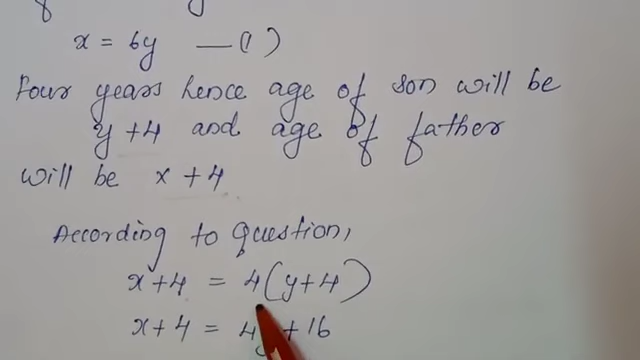 x = 6y — (1)
Four years hence age of son will be
y + 4 and age of father
will be x + 4
According to question,
x + 4 = 4(y + 4)
x + 4 = 4y + 16